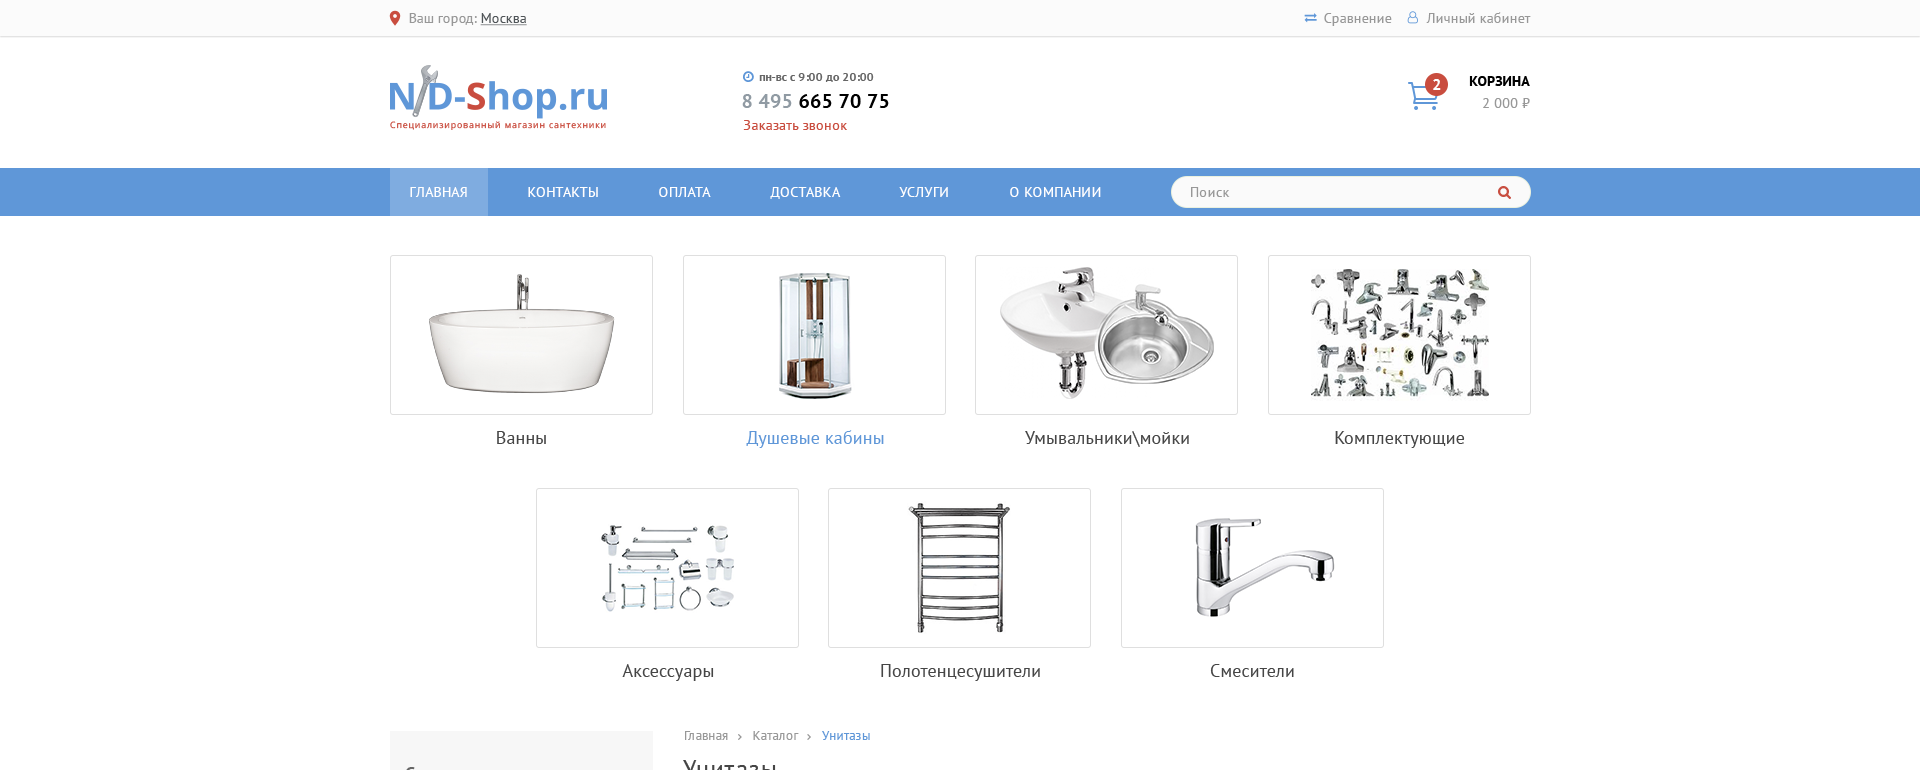 Ваш город: Москва
Сравнение
Личный кабинет
N/D-Shop.ru
Специализированный магазин сантехники
пн-вс с 9:00 до 20:00
8 495 665 70 75
Заказать звонок
2
КОРЗИНА
2 000 ₽
ГЛАВНАЯ
КОНТАКТЫ
ОПЛАТА
ДОСТАВКА
УСЛУГИ
О КОМПАНИИ
Поиск
Ванны
Душевые кабины
Умывальники\мойки
Комплектующие
Аксессуары
Полотенцесушители
Смесители
Главная › Каталог › Унитазы
Унитазы